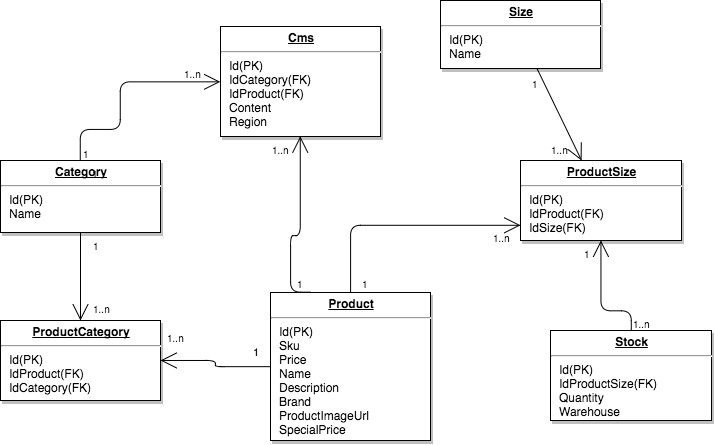 Cms
Id(PK)
IdCategory(FK)
IdProduct(FK)
Content
Region
1..n
1..n
Size
Id(PK)
Name
1
1..n
Category
Id(PK)
Name
1
1
1..n
ProductSize
Id(PK)
IdProduct(FK)
IdSize(FK)
1..n
1
ProductCategory
Id(PK)
IdProduct(FK)
IdCategory(FK)
1..n
1
Product
Id(PK)
Sku
Price
Name
Description
Brand
ProductImageUrl
SpecialPrice
1
1
Stock
Id(PK)
IdProductSize(FK)
Quantity
Warehouse
1..n